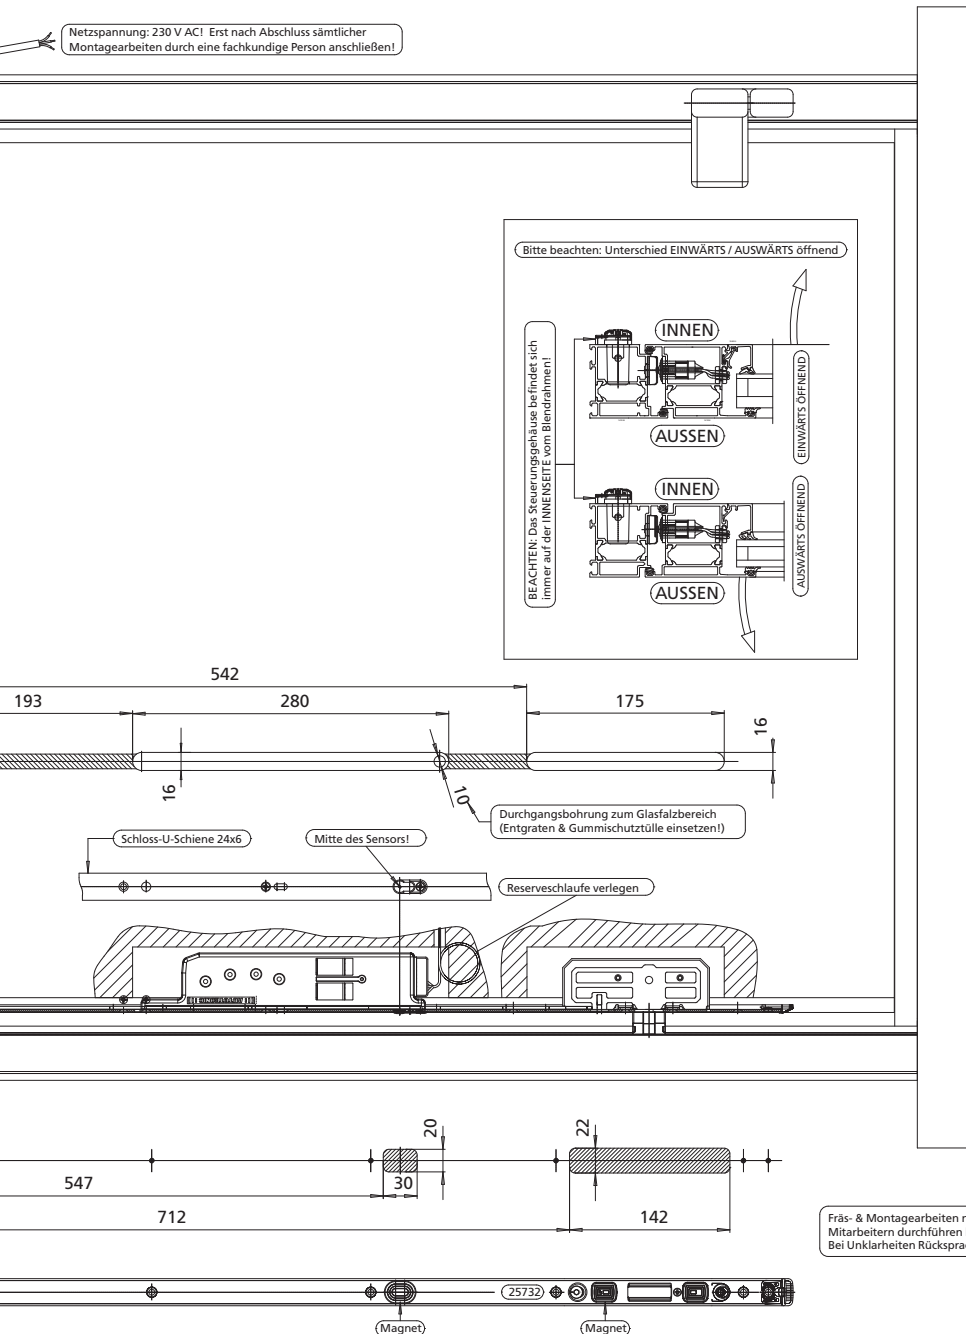 Netzspannung: 230 V AC! Erst nach Abschluss sämtlicher
Montagearbeiten durch eine fachkundige Person anschließen!
Bitte beachten: Unterschied EINWÄRTS / AUSWÄRTS öffnend
BEACHTEN: Das Steuerungsgehäuse befindet sich
immer auf der INNENSEITE vom Blendrahmen!
INNEN
AUSSEN
EINWÄRTS ÖFFNEND
INNEN
AUSSEN
AUSWÄRTS ÖFFNEND
542
193
280
175
16
16
10
Durchgangsbohrung zum Glasfalzbereich
(Entgraten & Gummischutztülle einsetzen!)
Schloss-U-Schiene 24x6
Mitte des Sensors!
Reserveschlaufe verlegen
20
22
547
30
712
142
Fräs- & Montagearbeiten
Mitarbeitern durchführen
Bei Unklarheiten
25732
Magnet
Magnet